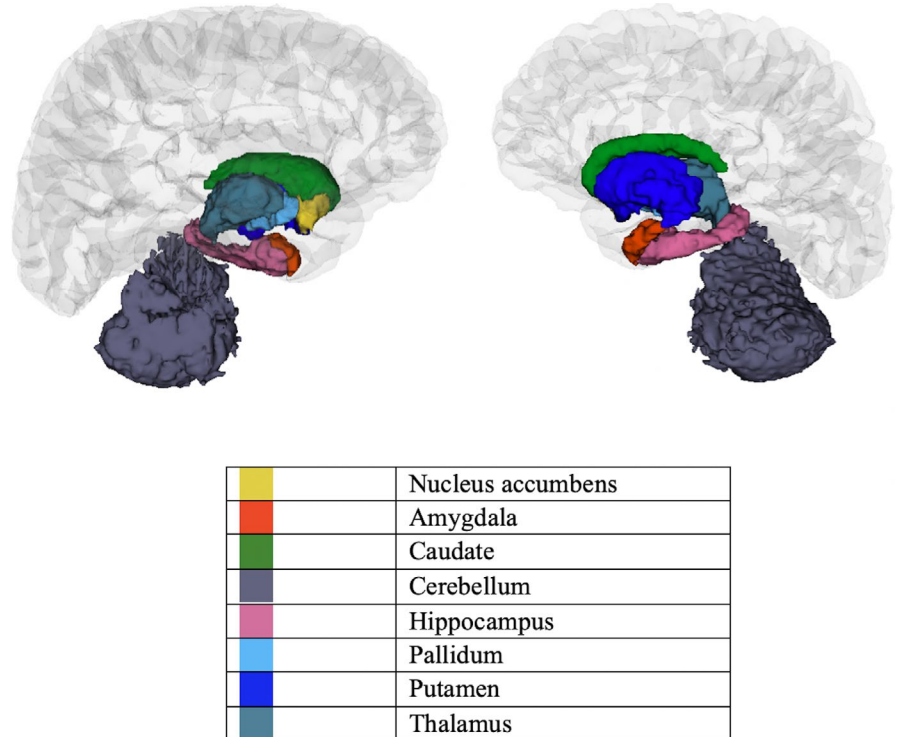 Nucleus accumbens
Amygdala
Caudate
Cerebellum
Hippocampus
Pallidum
Putamen
Thalamus